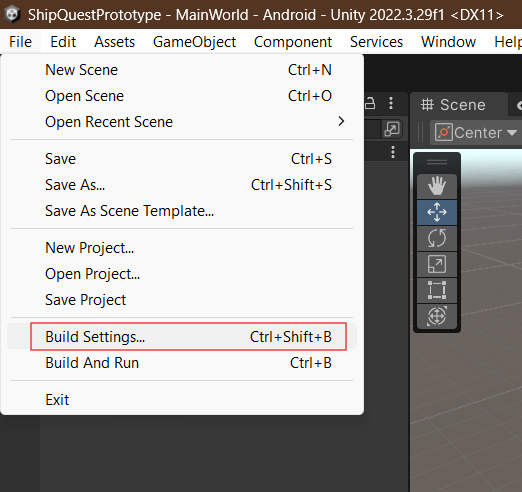 ShipQuestPrototype - MainWorld - Android - Unity 2022.3.29f1 <DX11>
File Edit Assets GameObject Component Services Window Help
New Scene Ctrl+N
Open Scene Ctrl+O
Open Recent Scene
Save Ctrl+S
Save As... Ctrl+Shift+S
Save As Scene Template...
New Project...
Open Project...
Save Project
Build Settings... Ctrl+Shift+B
Build And Run Ctrl+B
Exit
Scene
Center